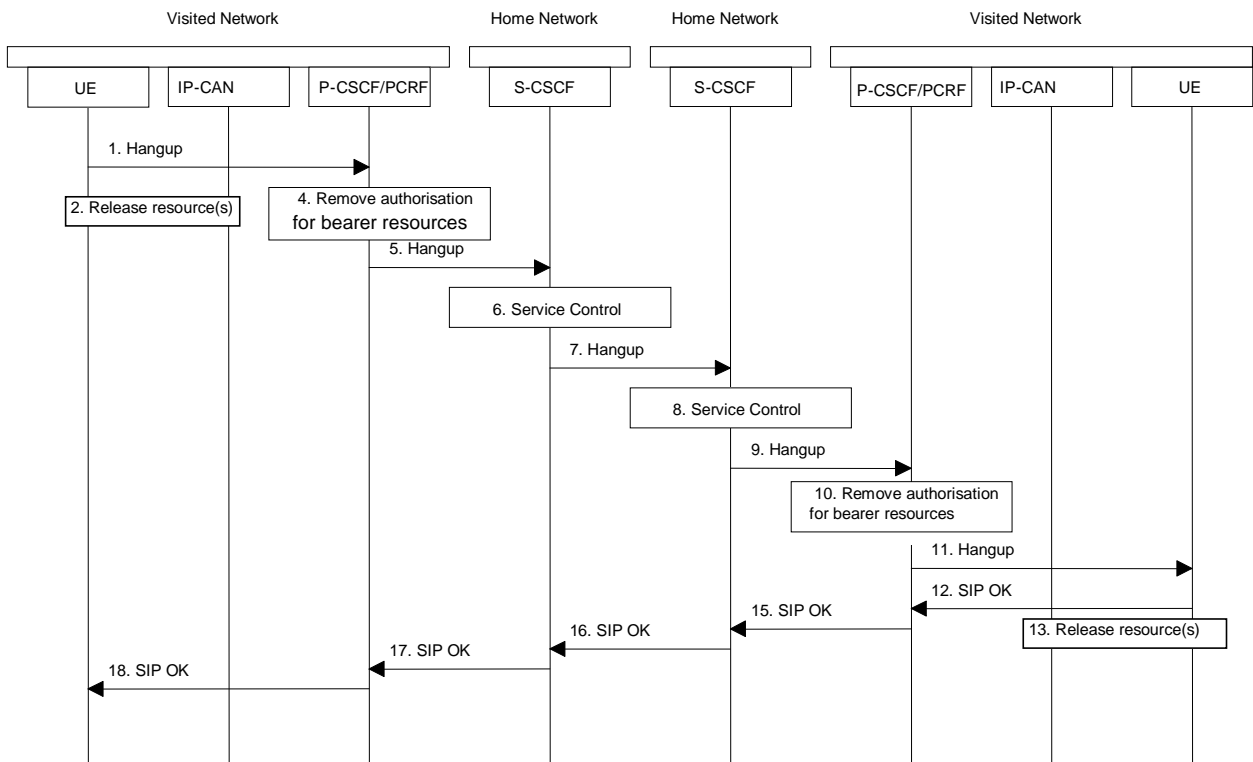 Visited Network
Home Network
Home Network
Visited Network
UE
IP-CAN
P-CSCF/PCRF
S-CSCF
S-CSCF
P-CSCF/PCRF
IP-CAN
UE
1. Hangup
2. Release resource(s)
4. Remove authorisation
for bearer resources
5. Hangup
6. Service Control
7. Hangup
8. Service Control
9. Hangup
10. Remove authorisation
for bearer resources
11. Hangup
12. SIP OK
13. Release resource(s)
15. SIP OK
16. SIP OK
17. SIP OK
18. SIP OK